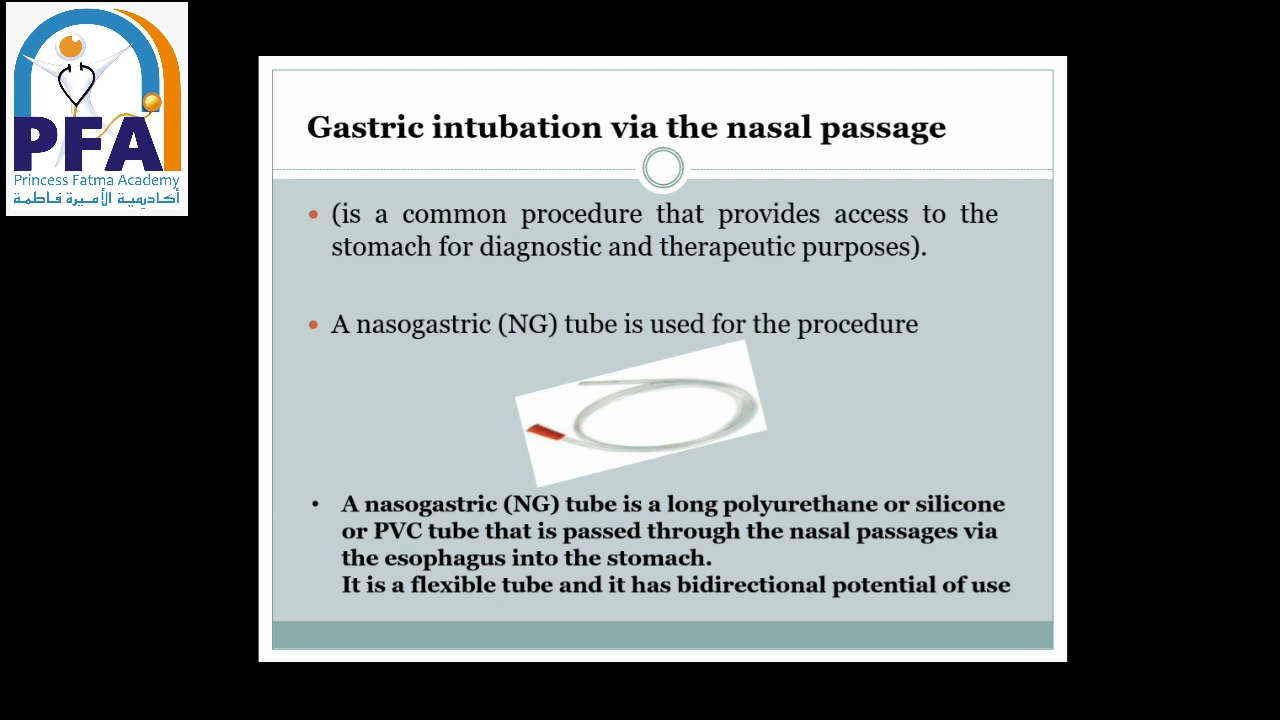 PFA
Princess Fatma Academy
أكاديمية الأميرة فاطمة
Gastric intubation via the nasal passage
• (is a common procedure that provides access to the
stomach for diagnostic and therapeutic purposes).
• A nasogastric (NG) tube is used for the procedure
• A nasogastric (NG) tube is a long polyurethane or silicone
or PVC tube that is passed through the nasal passages via
the esophagus into the stomach.
It is a flexible tube and it has bidirectional potential of use